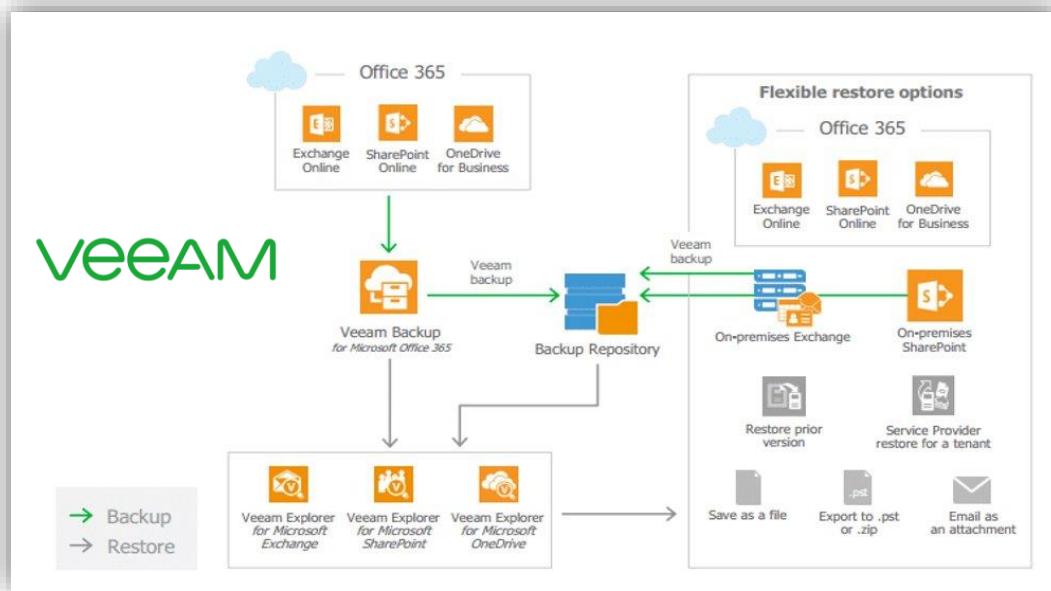 Office 365
Exchange
Online
SharePoint
Online
OneDrive
for Business
veeAM
Veeam Backup
for Microsoft Office 365
Veeam
backup
Backup Repository
Veeam Explorer
for Microsoft
Exchange
Veeam Explorer
for Microsoft
SharePoint
Veeam Explorer
for Microsoft
OneDrive
Backup
Restore
Flexible restore options
Office 365
Exchange
Online
SharePoint
Online
OneDrive
for Business
Veeam
backup
On-premises Exchange
On-premises
SharePoint
Restore prior
version
Service Provider
restore for a tenant
Save as a file
.pst
Export to .pst
or .zip
Email as
an attachment